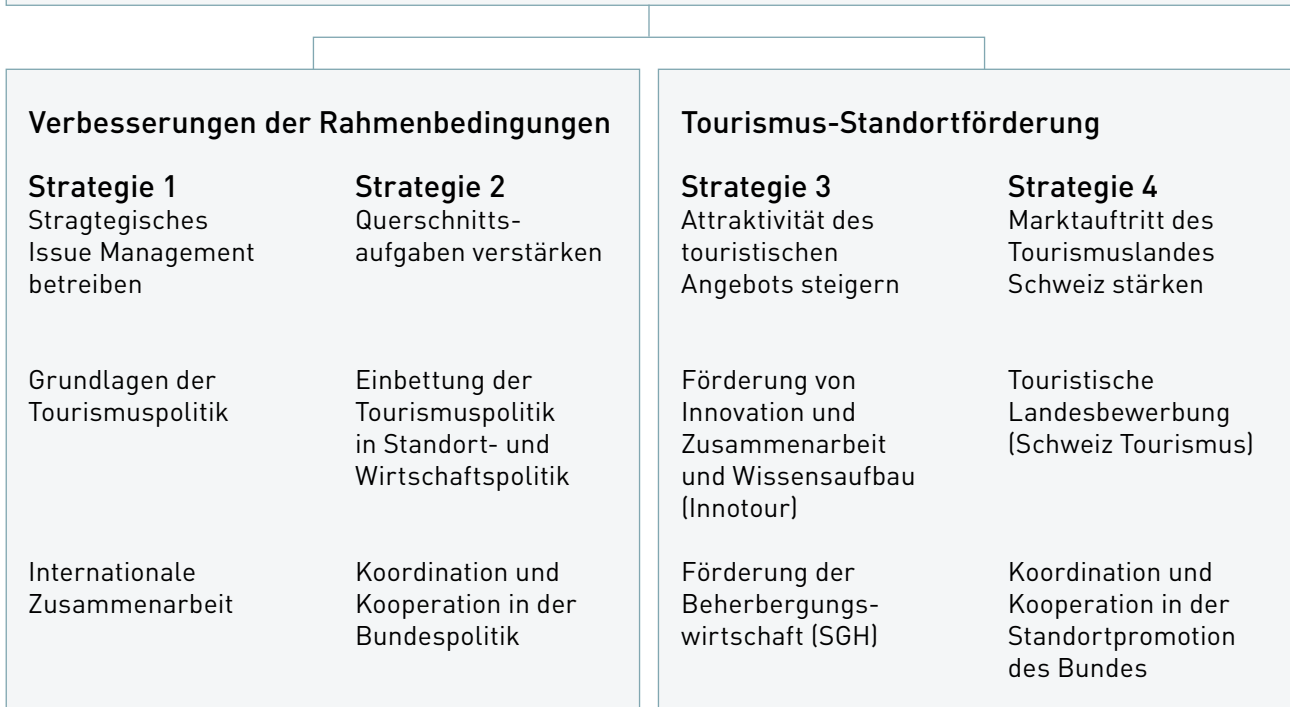 Verbesserungen der Rahmenbedingungen
Strategie 1
Stragtegisches
Issue Management
betreiben
Grundlagen der
Tourismuspolitik
Internationale
Zusammenarbeit
Strategie 2
Querschnitts-
aufgaben verstärken
Einbettung der
Tourismuspolitik
in Standort- und
Wirtschaftspolitik
Koordination und
Kooperation in der
Bundespolitik
Tourismus-Standortförderung
Strategie 3
Attraktivität des
touristischen
Angebots steigern
Förderung von
Innovation und
Zusammenarbeit
und Wissensaufbau
(Innotour)
Förderung der
Beherbergungs-
wirtschaft (SGH)
Strategie 4
Marktauftritt des
Tourismuslandes
Schweiz stärken
Touristische
Landesbewerbung
(Schweiz Tourismus)
Koordination und
Kooperation in der
Standortpromotion
des Bundes